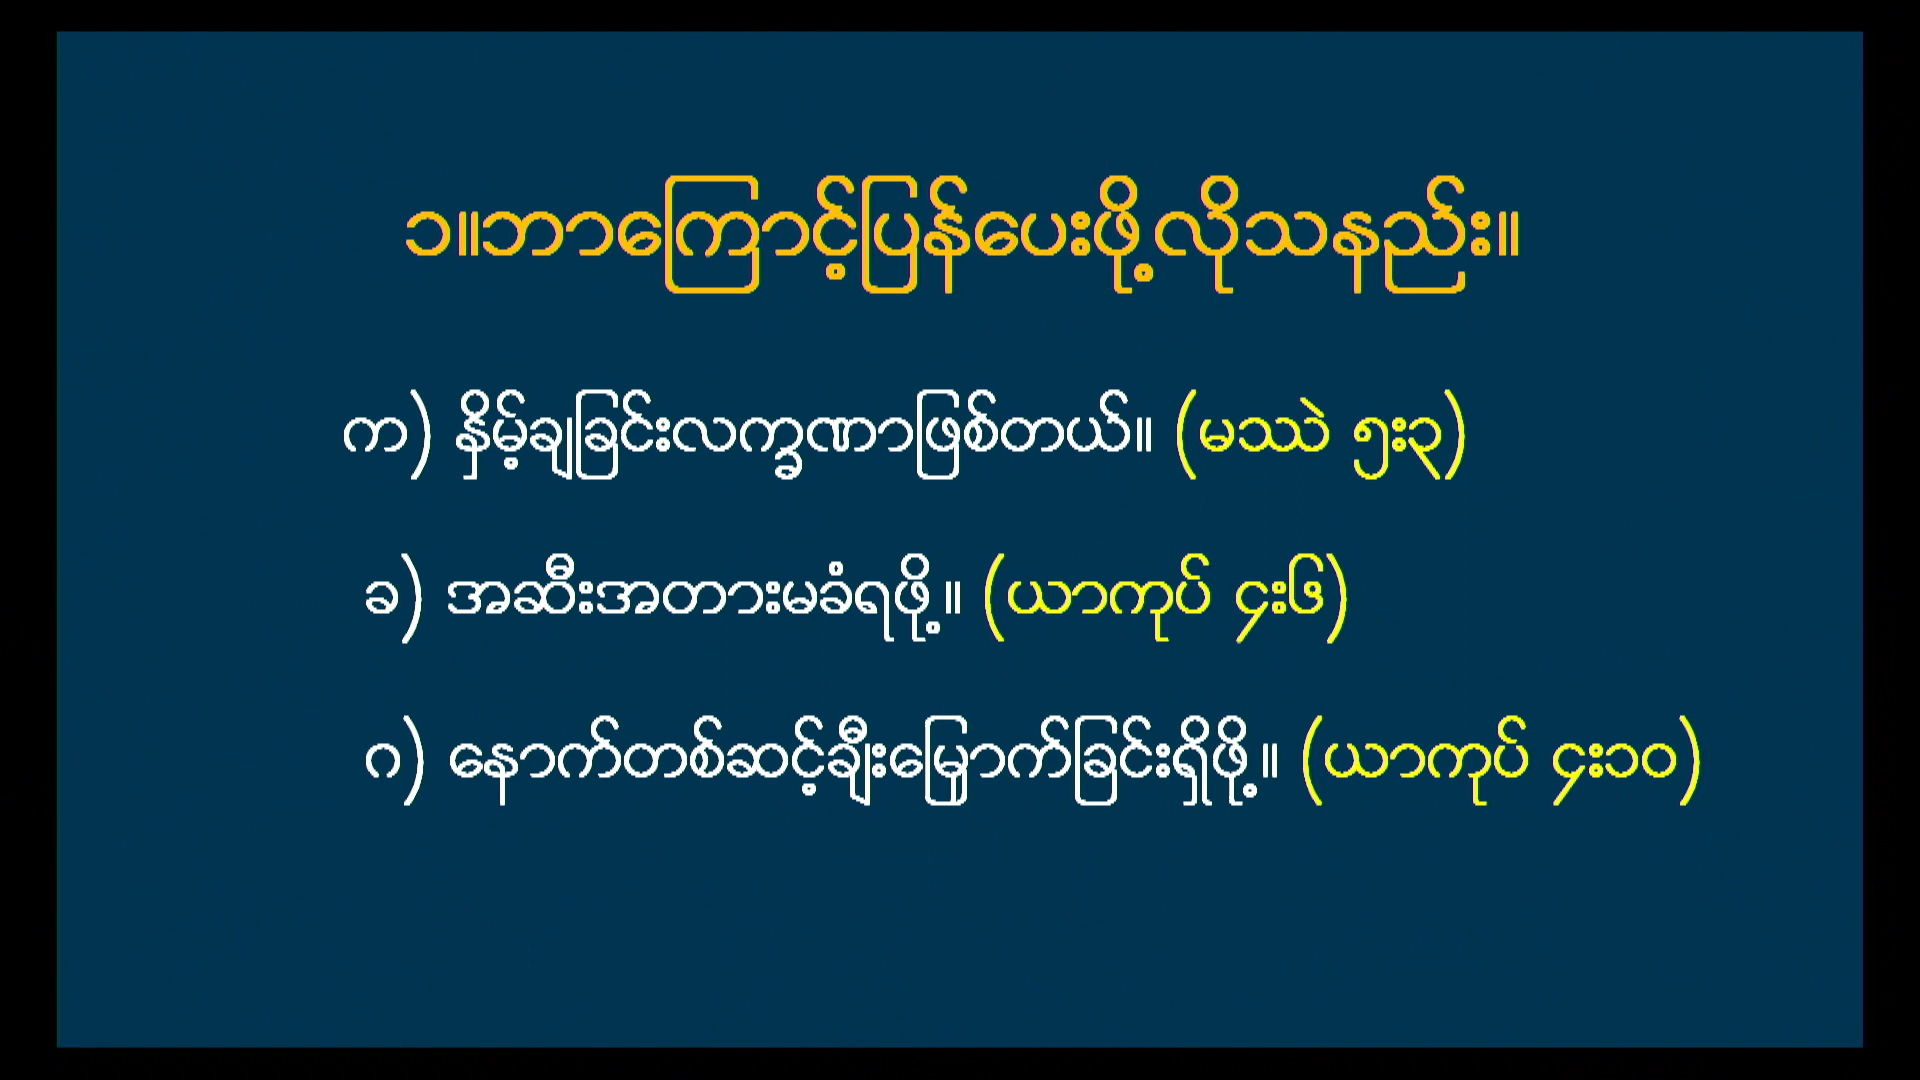 ၁။ဘာကြောင့်ပြန်ပေးဖို့လိုသနည်း။
က) နှိမ့်ချခြင်းလက္ခဏာဖြစ်တယ်။ (မဿဲ ၅း၃)
ခ) အဆီးအတားမခံရဖို့။ (ယာကုပ် ၄း၆)
ဂ) နောက်တစ်ဆင့်ချီးမြှောက်ခြင်းရှိဖို့။ (ယာကုပ် ၄း၁၀)